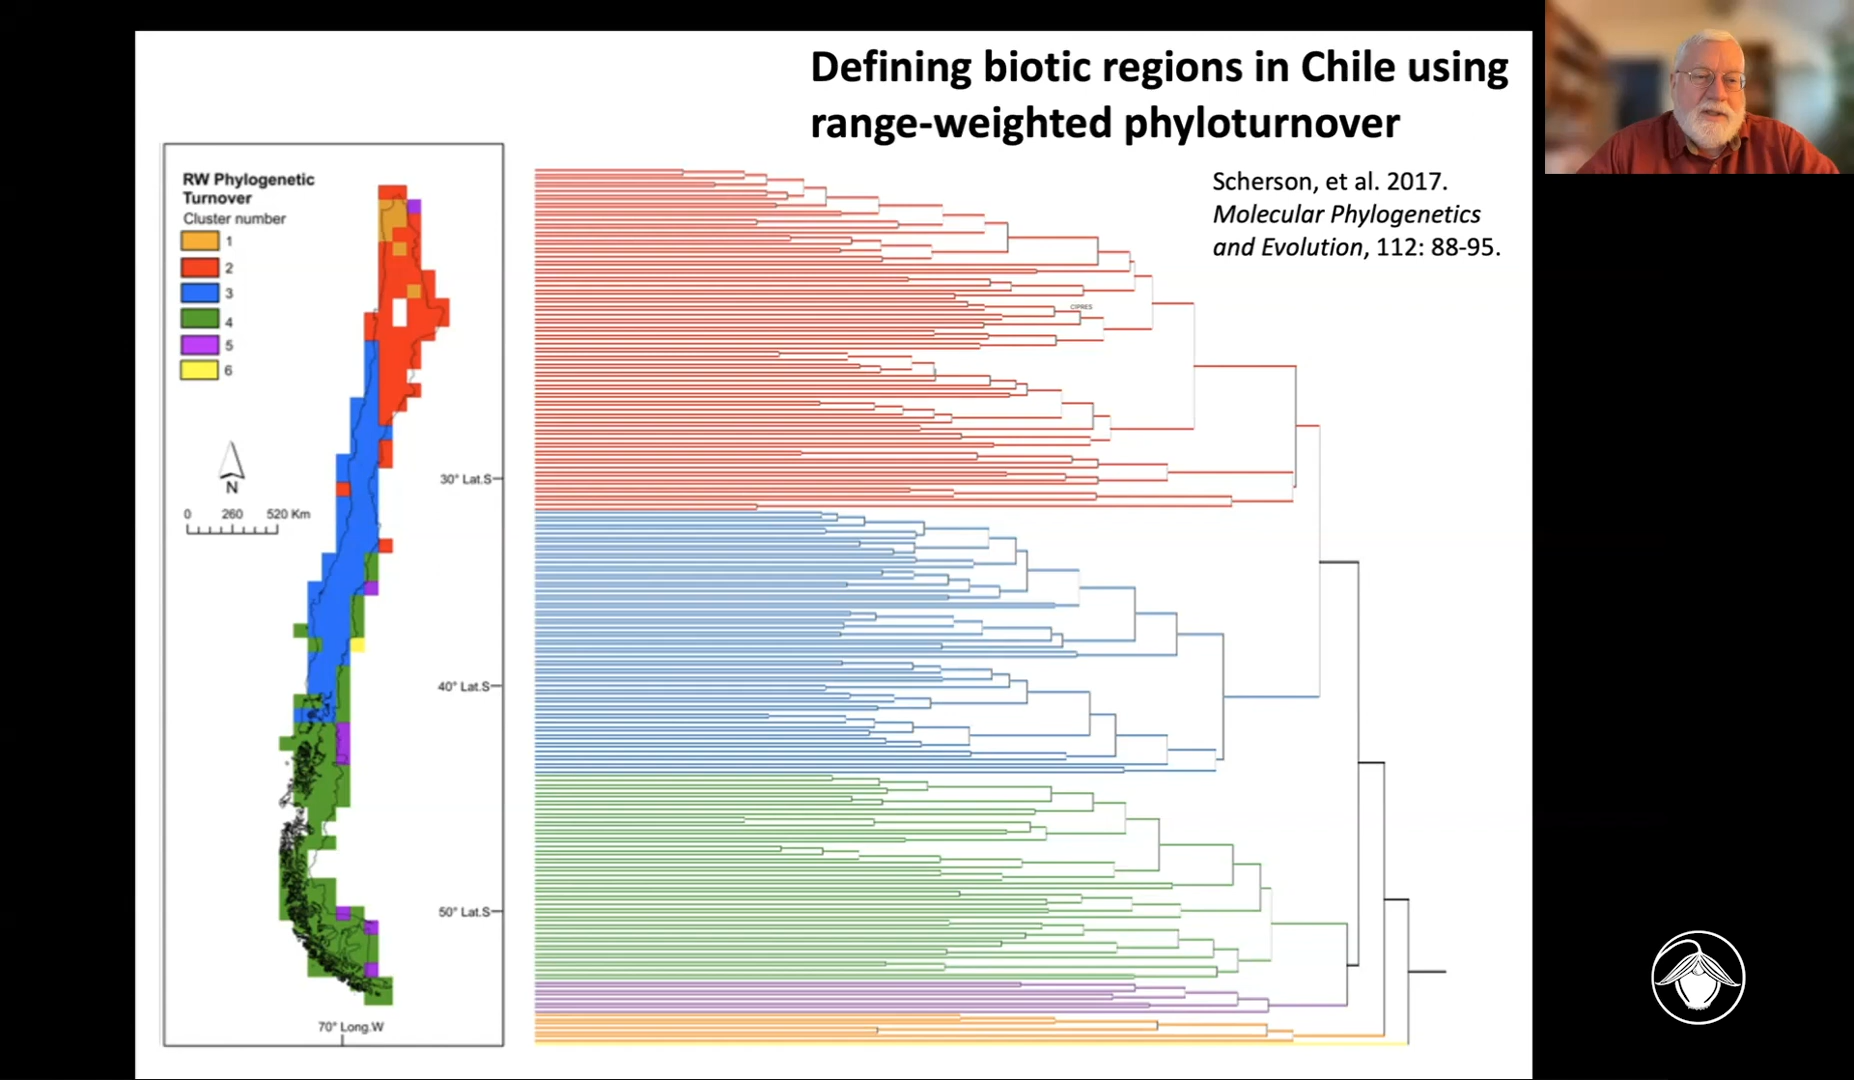 Defining biotic regions in Chile using
range-weighted phyloturnover
Scherson, et al. 2017.
Molecular Phylogenetics
and Evolution, 112: 88-95.
RW Phylogenetic
Turnover
Cluster number
1
2
3
4
5
6
N
0 260 520 Km
30° Lat.S
40° Lat.S
50° Lat.S
70° Long.W
CIPRES